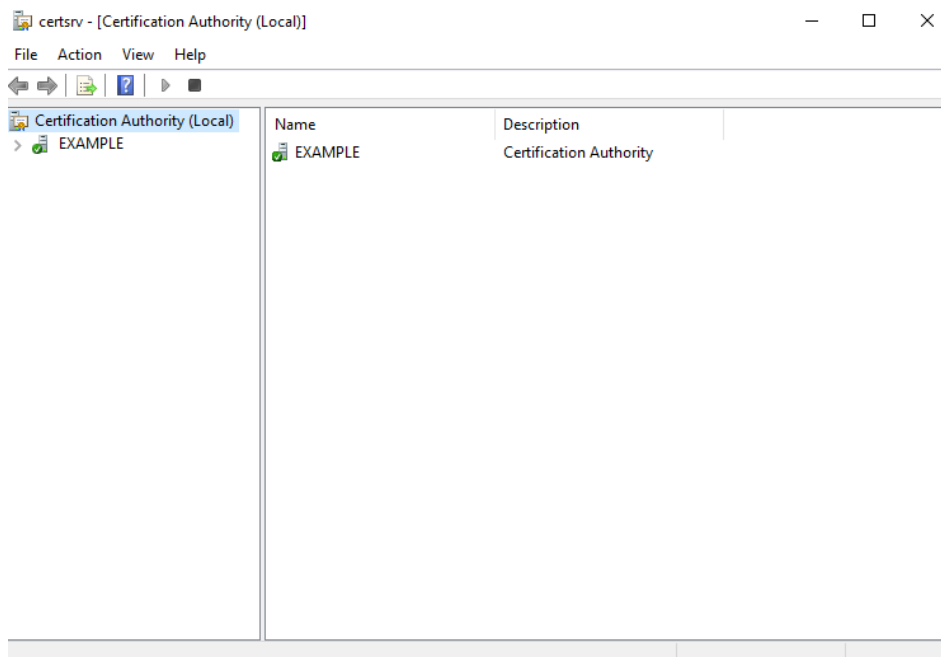 certsrv - [Certification Authority (Local)]
File Action View Help
Certification Authority (Local)
EXAMPLE
Name Description
EXAMPLE Certification Authority